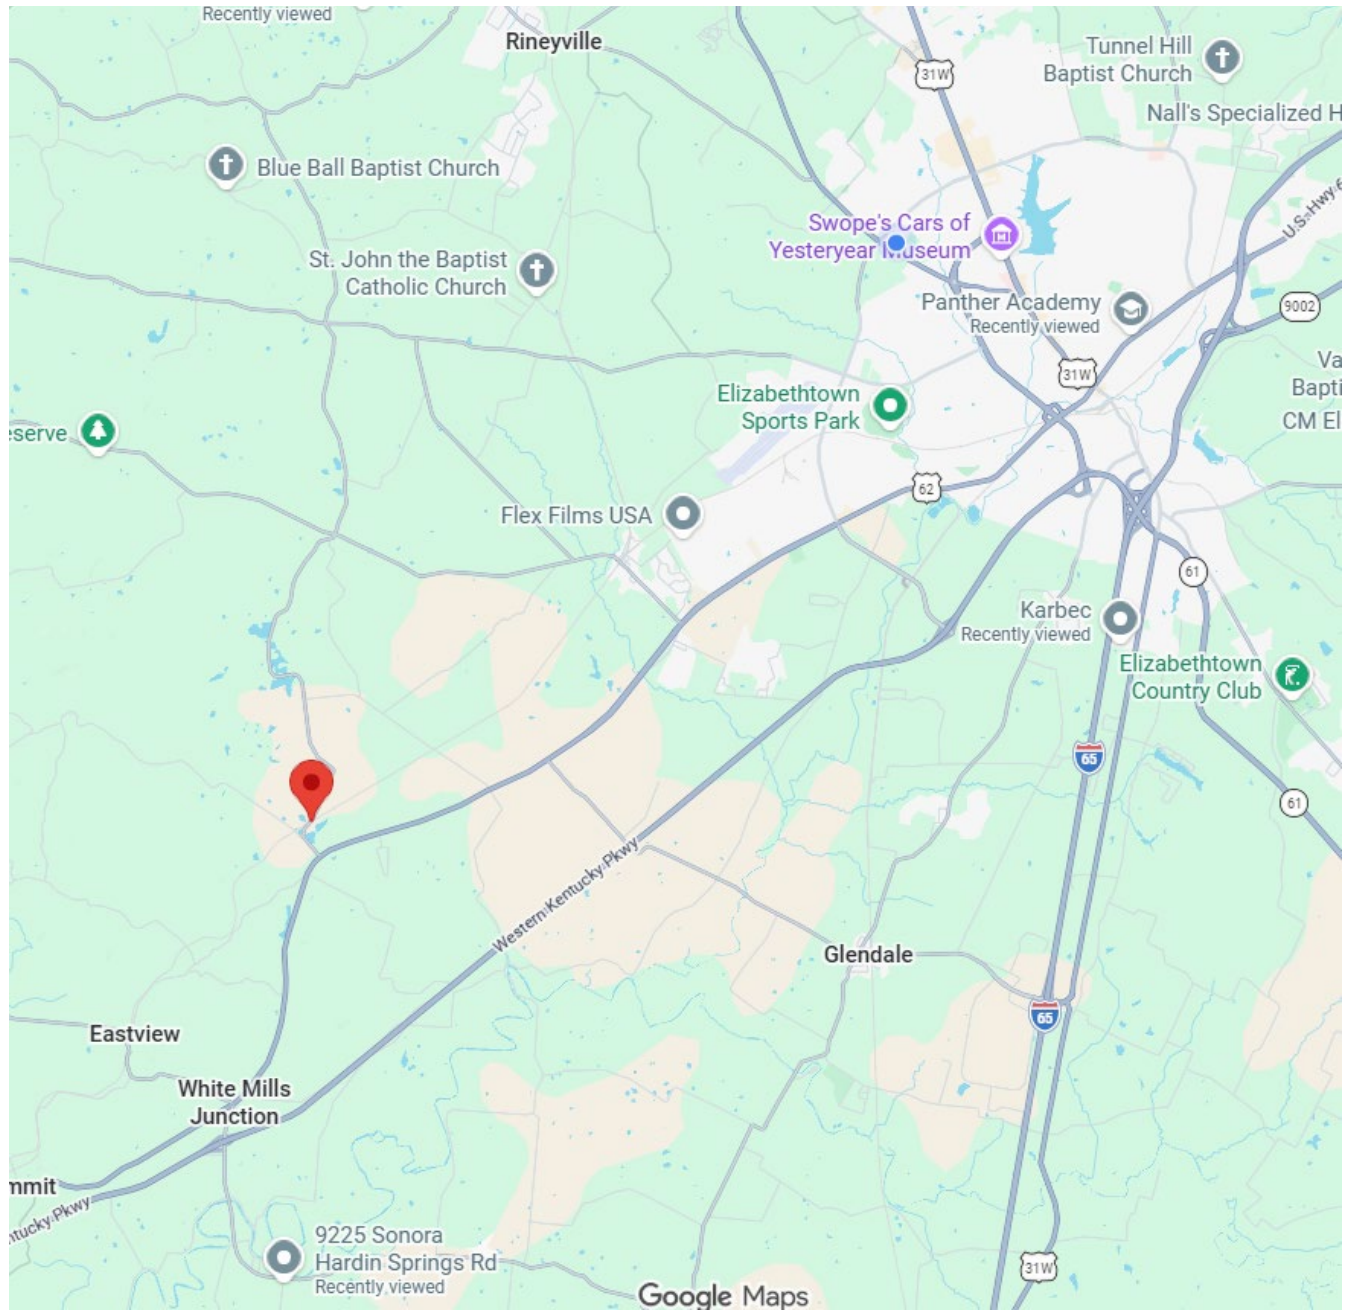 Recently viewed
Rineyville
Tunnel Hill
Baptist Church
31W
Nall's Specialized H
Blue Ball Baptist Church
Swope's Cars of
Yesteryear Museum
U.S. Hwy 6
St. John the Baptist
Catholic Church
Panther Academy
Recently viewed
9002
31W
Va
Bapti
CM El
Elizabethtown
Sports Park
eserve
62
Flex Films USA
61
Karbec
Recently viewed
Elizabethtown
Country Club
65
61
Western Kentucky Pkwy
Glendale
65
Eastview
White Mills
Junction
mmit
ntucky Pkwy
9225 Sonora
Hardin Springs Rd
Recently viewed
31W
Google Maps